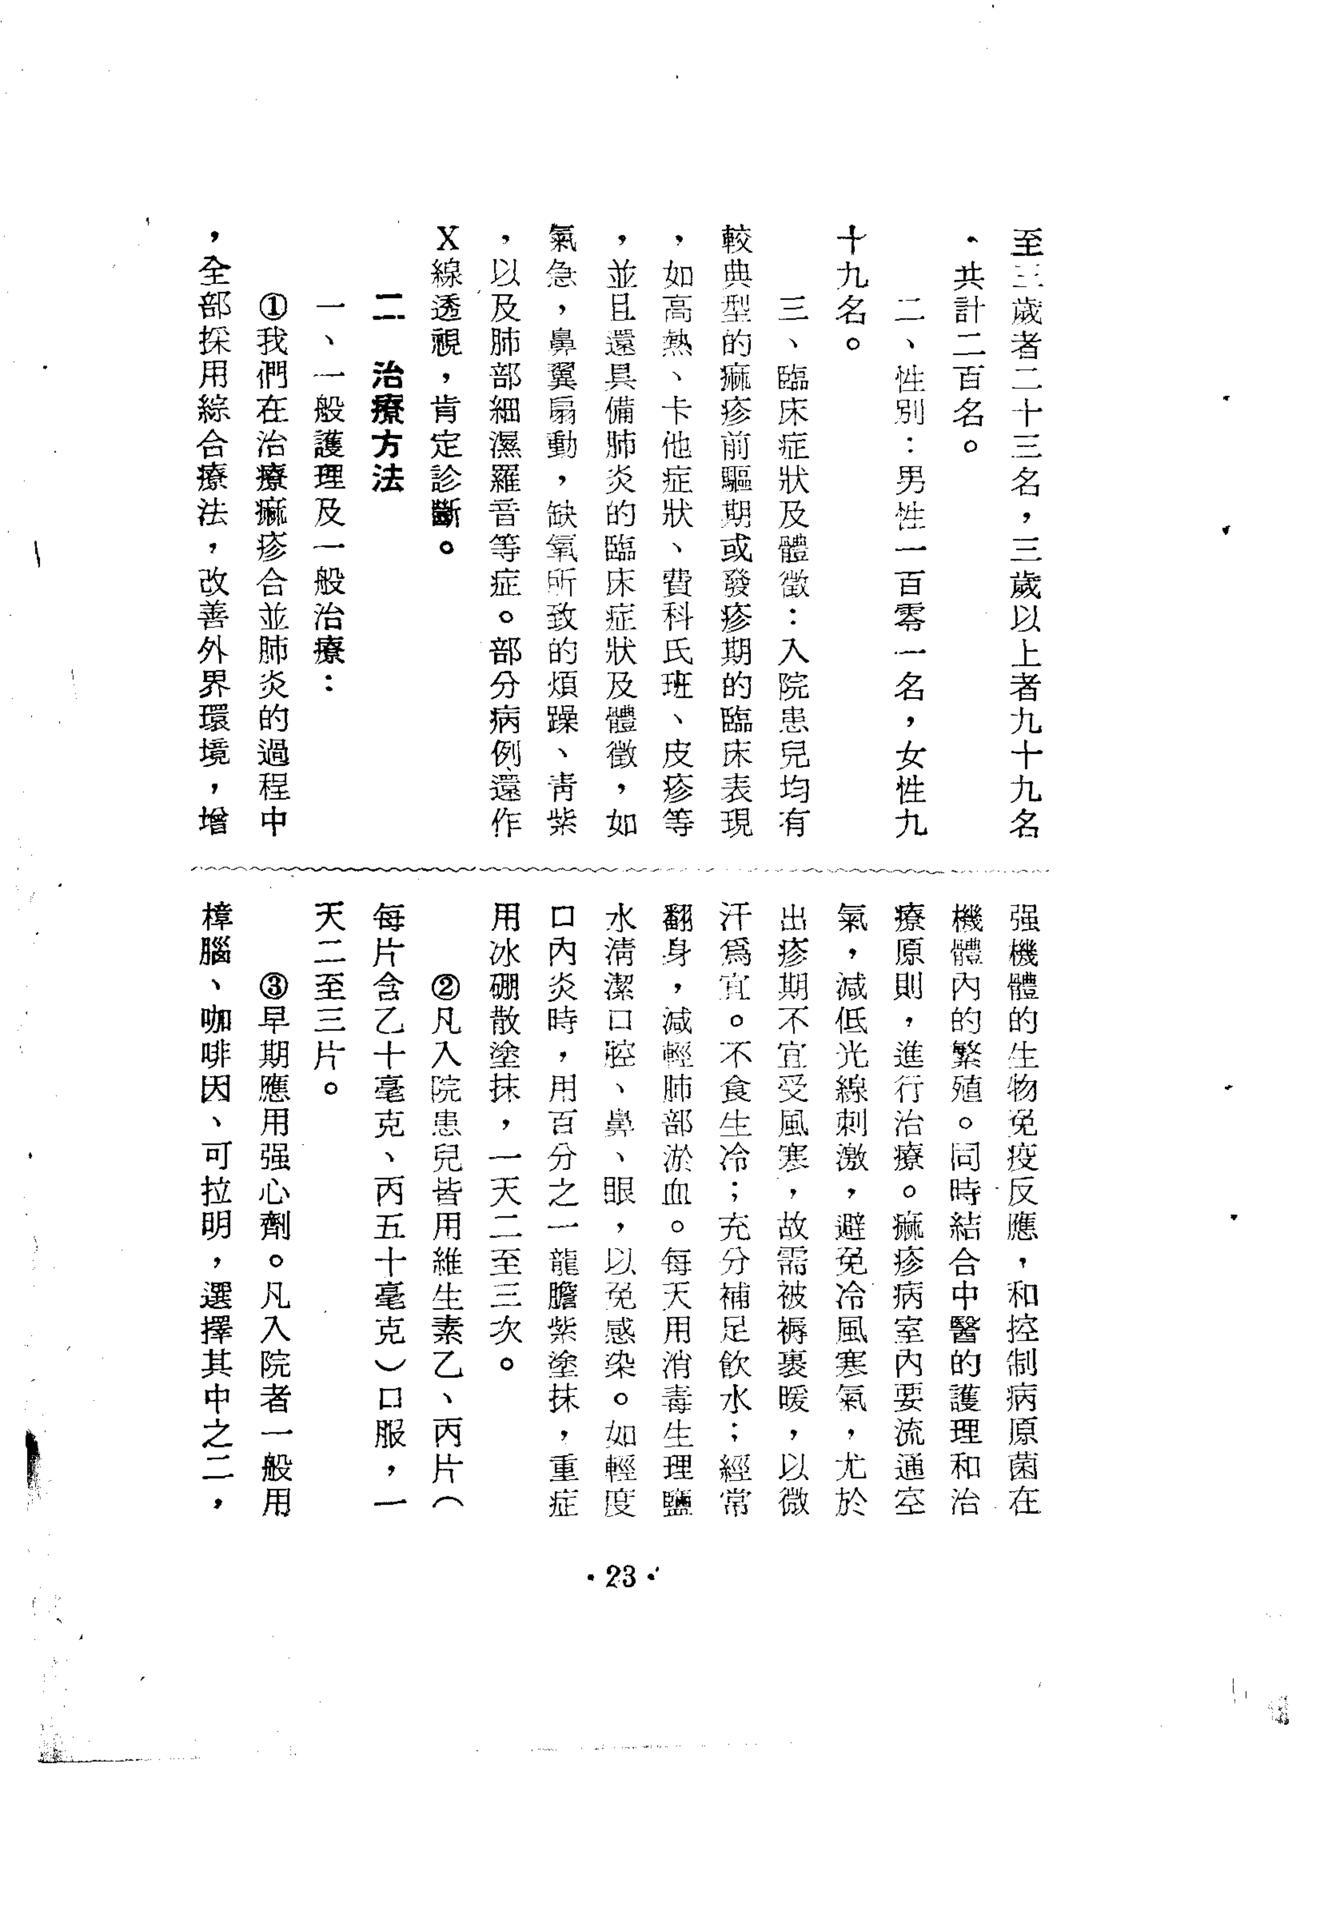 至三歲者二十三名，三歲以上者九十九名
、共計二百名。
二、性別：男性一百零一名，女性九
十九名。
三、臨床症狀及體徵：入院患兒均有
較典型的痲疹前驅期或發疹期的臨床表現
，如高熱、卡他症狀、費科氏班、皮疹等
，並且還具備肺炎的臨床症狀及體徵，如
氣急，鼻翼扇動，缺氧所致的煩躁、青紫
，以及肺部細濕羅音等症。部分病例還作
X線透視，肯定診斷。
二　治療方法
一、一般護理及一般治療：
①我們在治療痲疹合並肺炎的過程中
，全部採用綜合療法，改善外界環境，增
强機體的生物免疫反應，和控制病原菌在
機體內的繁殖。同時結合中醫的護理和治
療原則，進行治療。痲疹病室內要流通空
氣，減低光線刺激，避免冷風寒氣，尤於
出疹期不宜受風寒，故需被褥裹暖，以微
汗爲宜。不食生冷；充分補足飲水；經常
翻身，減輕肺部淤血。每天用消毒生理鹽
水清潔口腔、鼻、眼，以免感染。如輕度
口內炎時，用百分之一龍膽紫塗抹，重症
用冰硼散塗抹，一天二至三次。
②凡入院患兒皆用維生素乙、丙片（
每片含乙十毫克、丙五十毫克）口服，一
天二至三片。
③早期應用强心劑。凡入院者一般用
樟腦、咖啡因、可拉明，選擇其中之二，
·23·